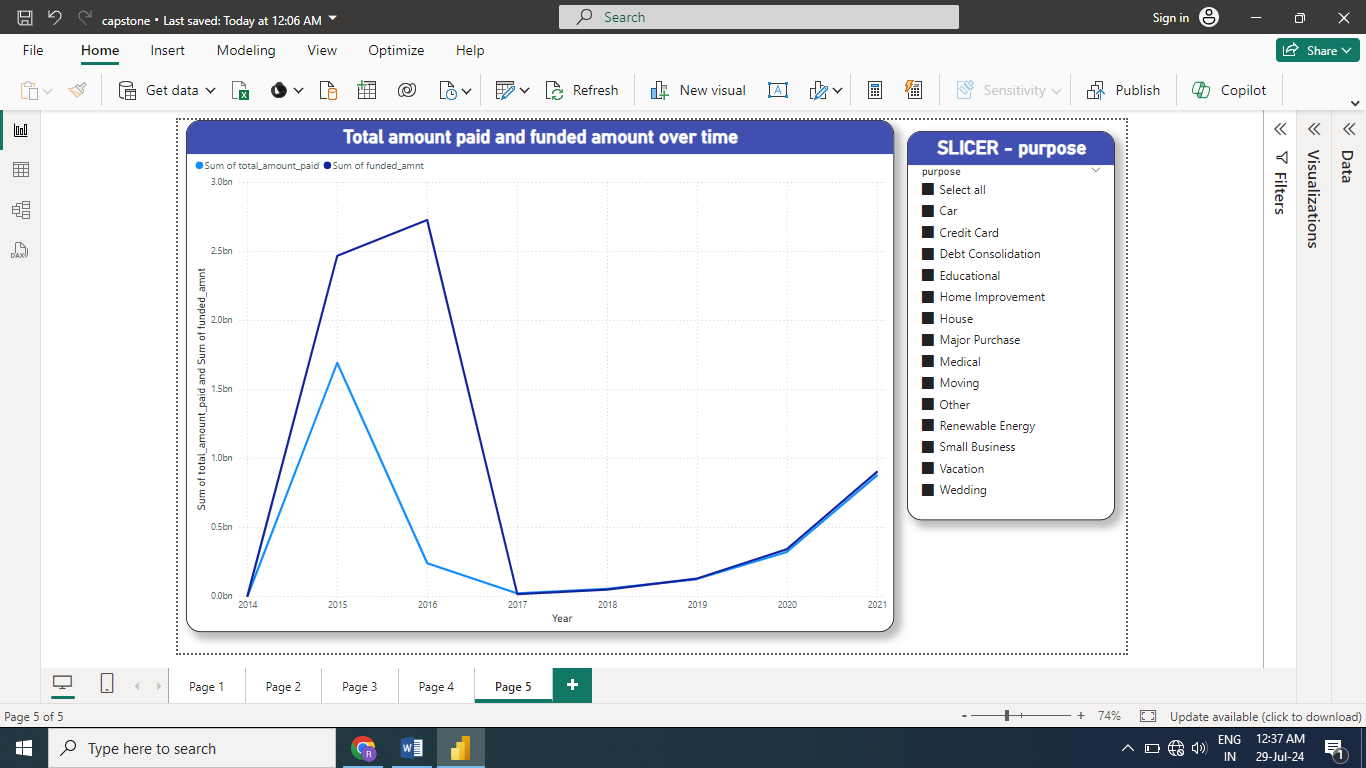 capstone • Last saved: Today at 12:06 AM
Search
Sign in
File Home Insert Modeling View Optimize Help
Share
Get data
Refresh
New visual
A
Sensitivity
Publish
Copilot
DAX
Total amount paid and funded amount over time
Sum of total_amount_paid Sum of funded_amnt
Sum of total_amount_paid and Sum of funded_amnt
3.0bn
2.5bn
2.0bn
1.5bn
1.0bn
0.5bn
0.0bn
2014 2015 2016 2017 2018 2019 2020 2021
Year
SLICER - purpose
purpose
Select all
Car
Credit Card
Debt Consolidation
Educational
Home Improvement
House
Major Purchase
Medical
Moving
Other
Renewable Energy
Small Business
Vacation
Wedding
Filters
Visualizations
Data
Page 1 Page 2 Page 3 Page 4 Page 5 +
Page 5 of 5
- + 74%
Update available (click to download)
Type here to search
R
W
ENG
IN
12:37 AM
29-Jul-24
1